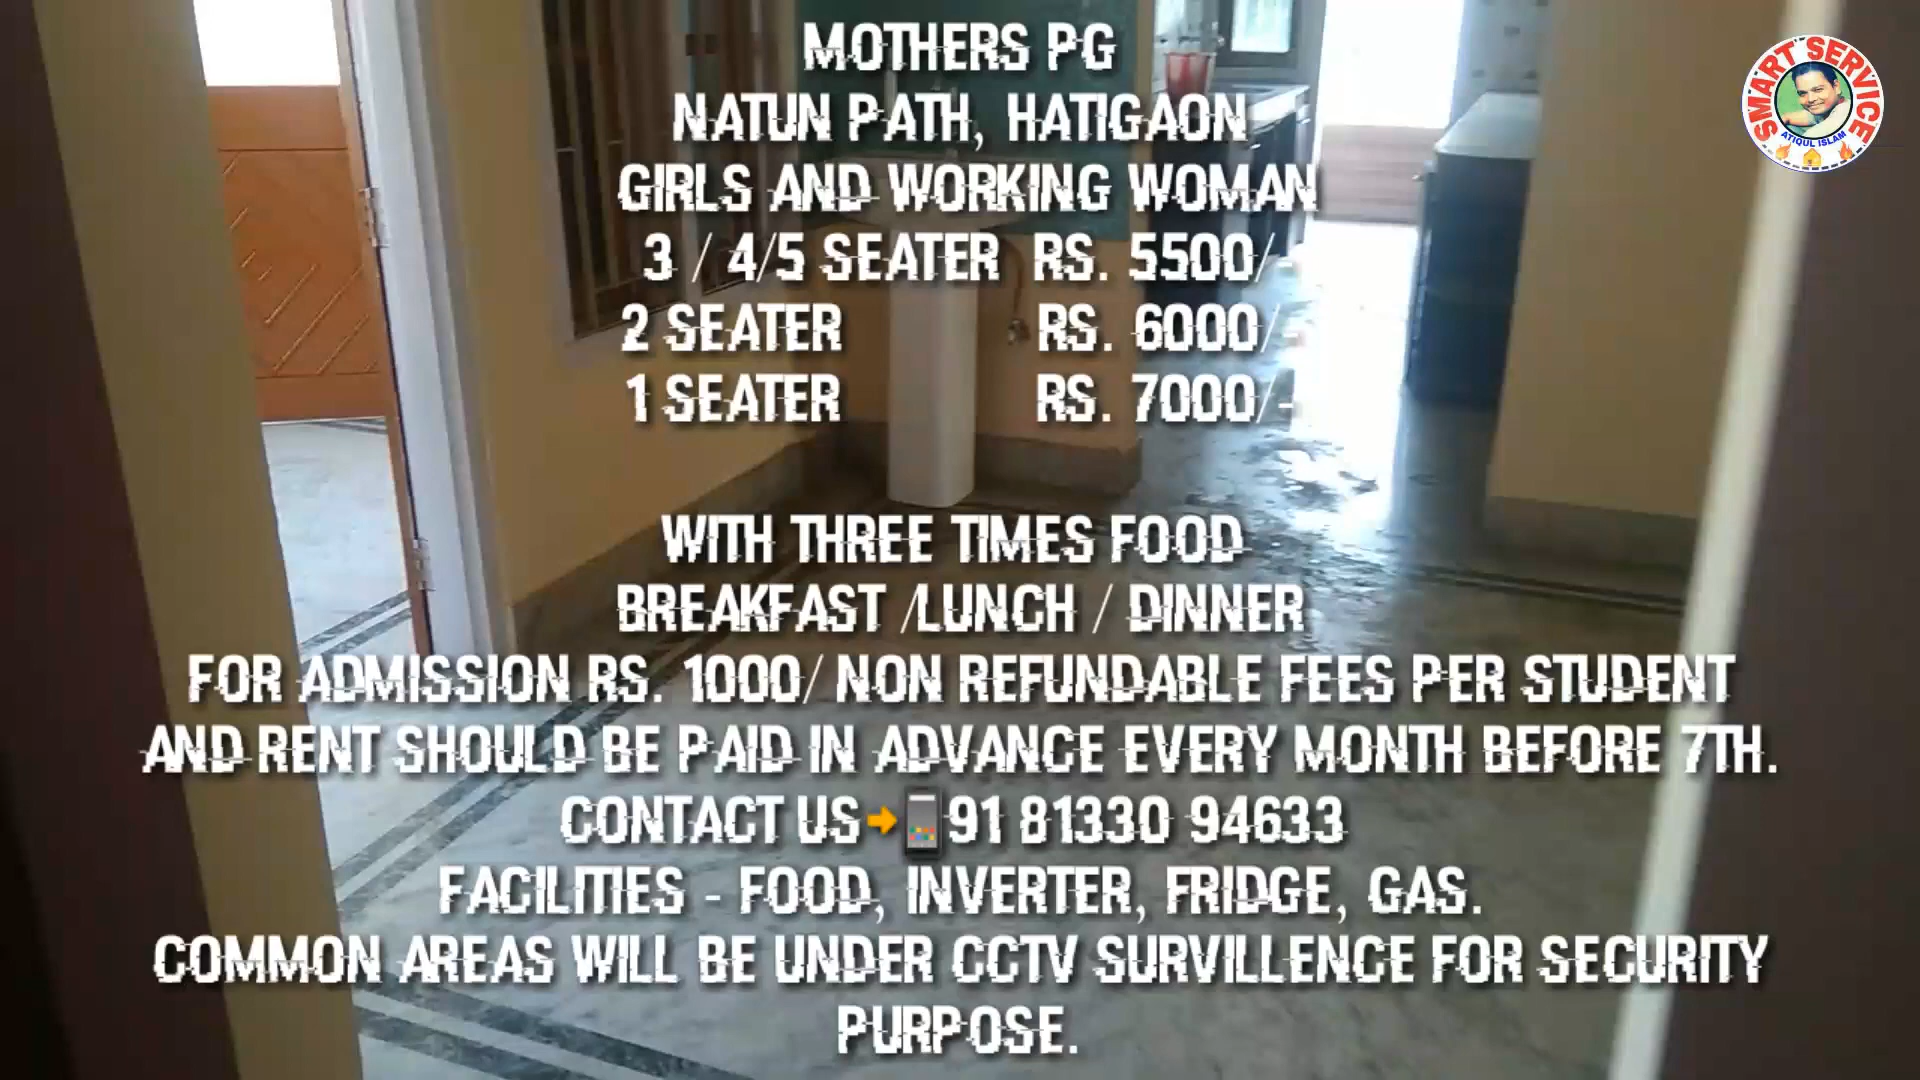 MOTHERS PG
NATUN PATH, HATIGAON
GIRLS AND WORKING WOMAN
3 / 4/5 SEATER RS. 5500/-
2 SEATER RS. 6000/-
1 SEATER RS. 7000/-
WITH THREE TIMES FOOD
BREAKFAST /LUNCH / DINNER
FOR ADMISSION RS. 1000/ NON REFUNDABLE FEES PER STUDENT
AND RENT SHOULD BE PAID IN ADVANCE EVERY MONTH BEFORE 7TH.
CONTACT US 91 81330 94633
FACILITIES - FOOD, INVERTER, FRIDGE, GAS.
COMMON AREAS WILL BE UNDER CCTV SURVILLENCE FOR SECURITY
PURPOSE.
SMART SERVICE
ATIQUL ISLAM